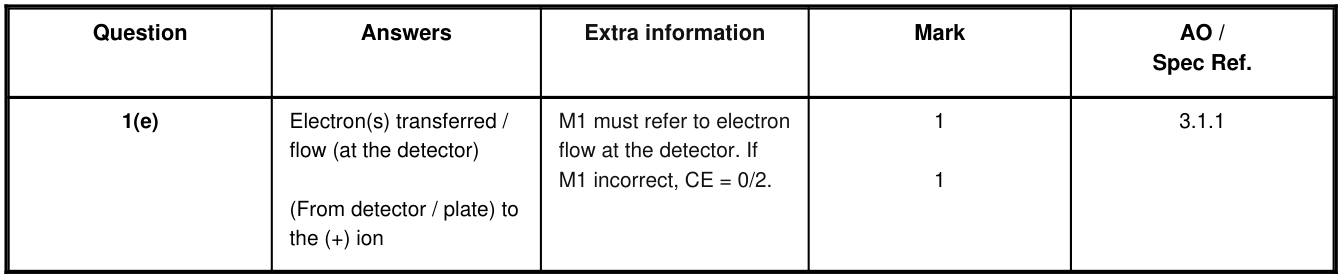 Question
Answers
Extra information
Mark
AO /
Spec Ref.
1(e)
Electron(s) transferred /
flow (at the detector)
(From detector / plate) to
the (+) ion
M1 must refer to electron
flow at the detector. If
M1 incorrect, CE = 0/2.
1
1
3.1.1